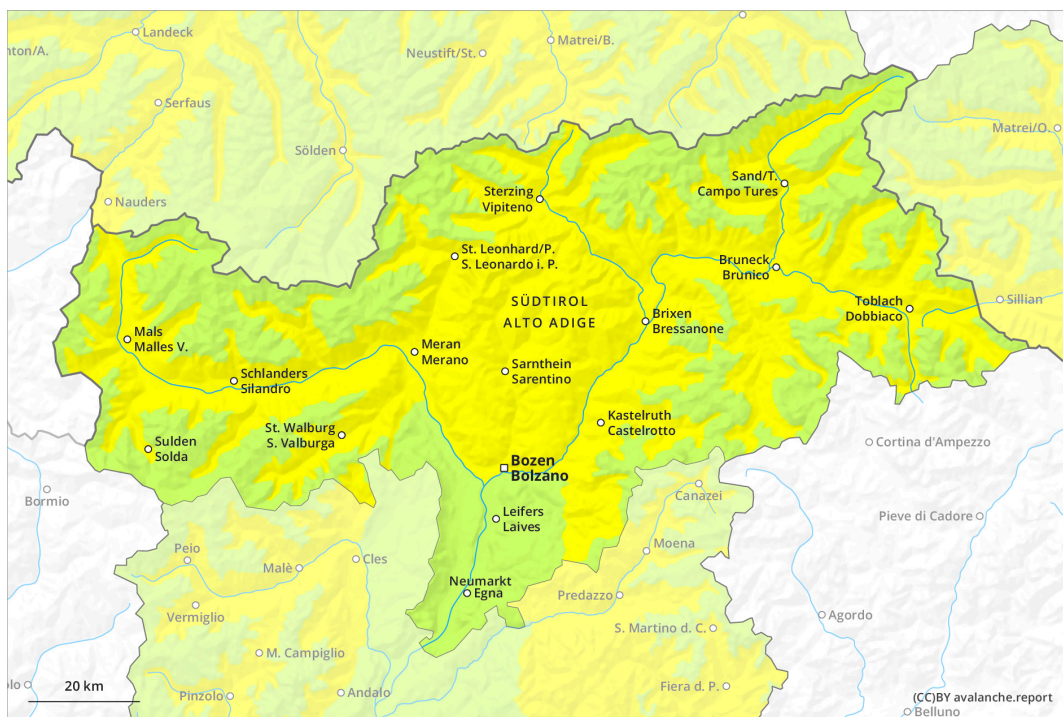 Landeck
nton/A.
Neustift/St.
Matrei/B.
Serfaus
Matrei/O.
Sölden
Sand/T.
Campo Tures
Sterzing
Vipiteno
Nauders
St. Leonhard/P.
S. Leonardo i. P.
Bruneck
Brunico
SÜDTIROL
ALTO ADIGE
Toblach
Dobbiaco
Sillian
Brixen
Bressanone
Mals
Malles V.
Meran
Merano
Sarnthein
Sarentino
Schlanders
Silandro
Kastelruth
Castelrotto
St. Walburg
S. Valburga
Sulden
Solda
Cortina d'Ampezzo
Bozen
Bolzano
Bormio
Canazei
Leifers
Laives
Pieve di Cadore
Peio
Cles
Moena
Malè
Neumarkt
Egna
Predazzo
Vermiglio
Agordo
S. Martino d. C.
M. Campiglio
olo
20 km
Pinzolo
Andalo
Fiera d. P.
(CC)BY avalanche.report
Belluno